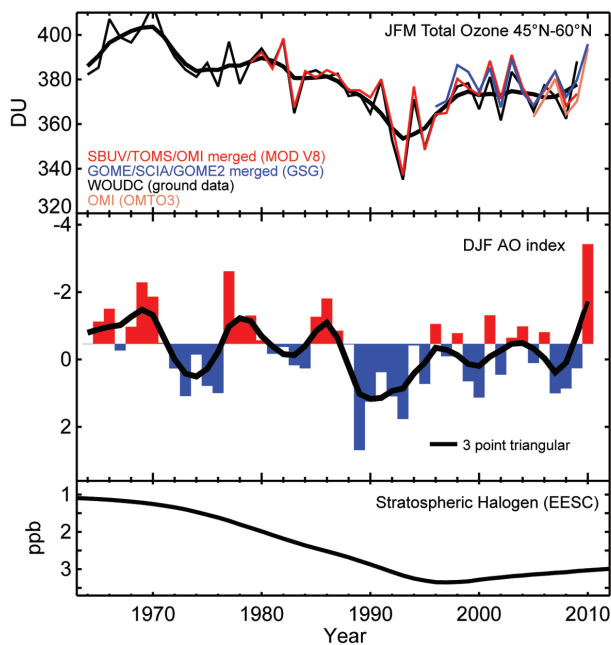 JFM Total Ozone 45°N-60°N
DU
400
380
360
340
320
SBUV/TOMS/OMI merged (MOD V8)
GOME/SCIA/GOME2 merged (GSG)
WOUDC (ground data)
OMI (OMTO3)
DJF AO index
-4
-2
0
2
3 point triangular
Stratospheric Halogen (EESC)
ppb
1
2
3
1970 1980 1990 2000 2010
Year